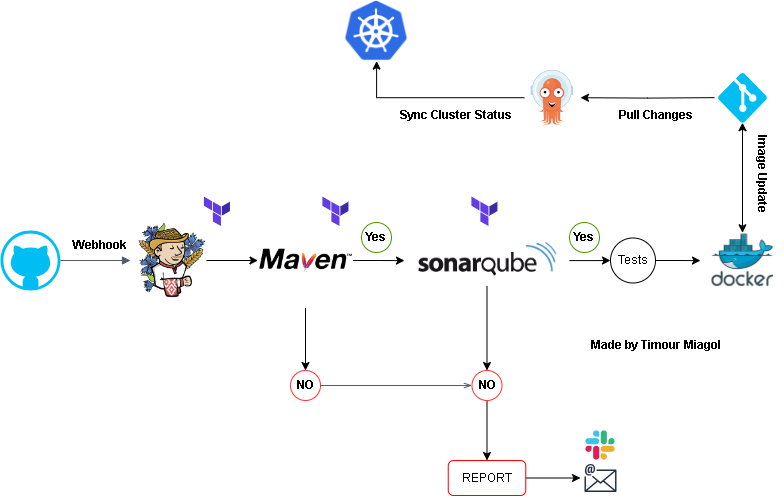 Sync Cluster Status
Pull Changes
Image Update
Webhook
Yes
Yes
Maven™
sonarqube
Tests
docker
Made by Timour Miagol
NO
NO
REPORT
@